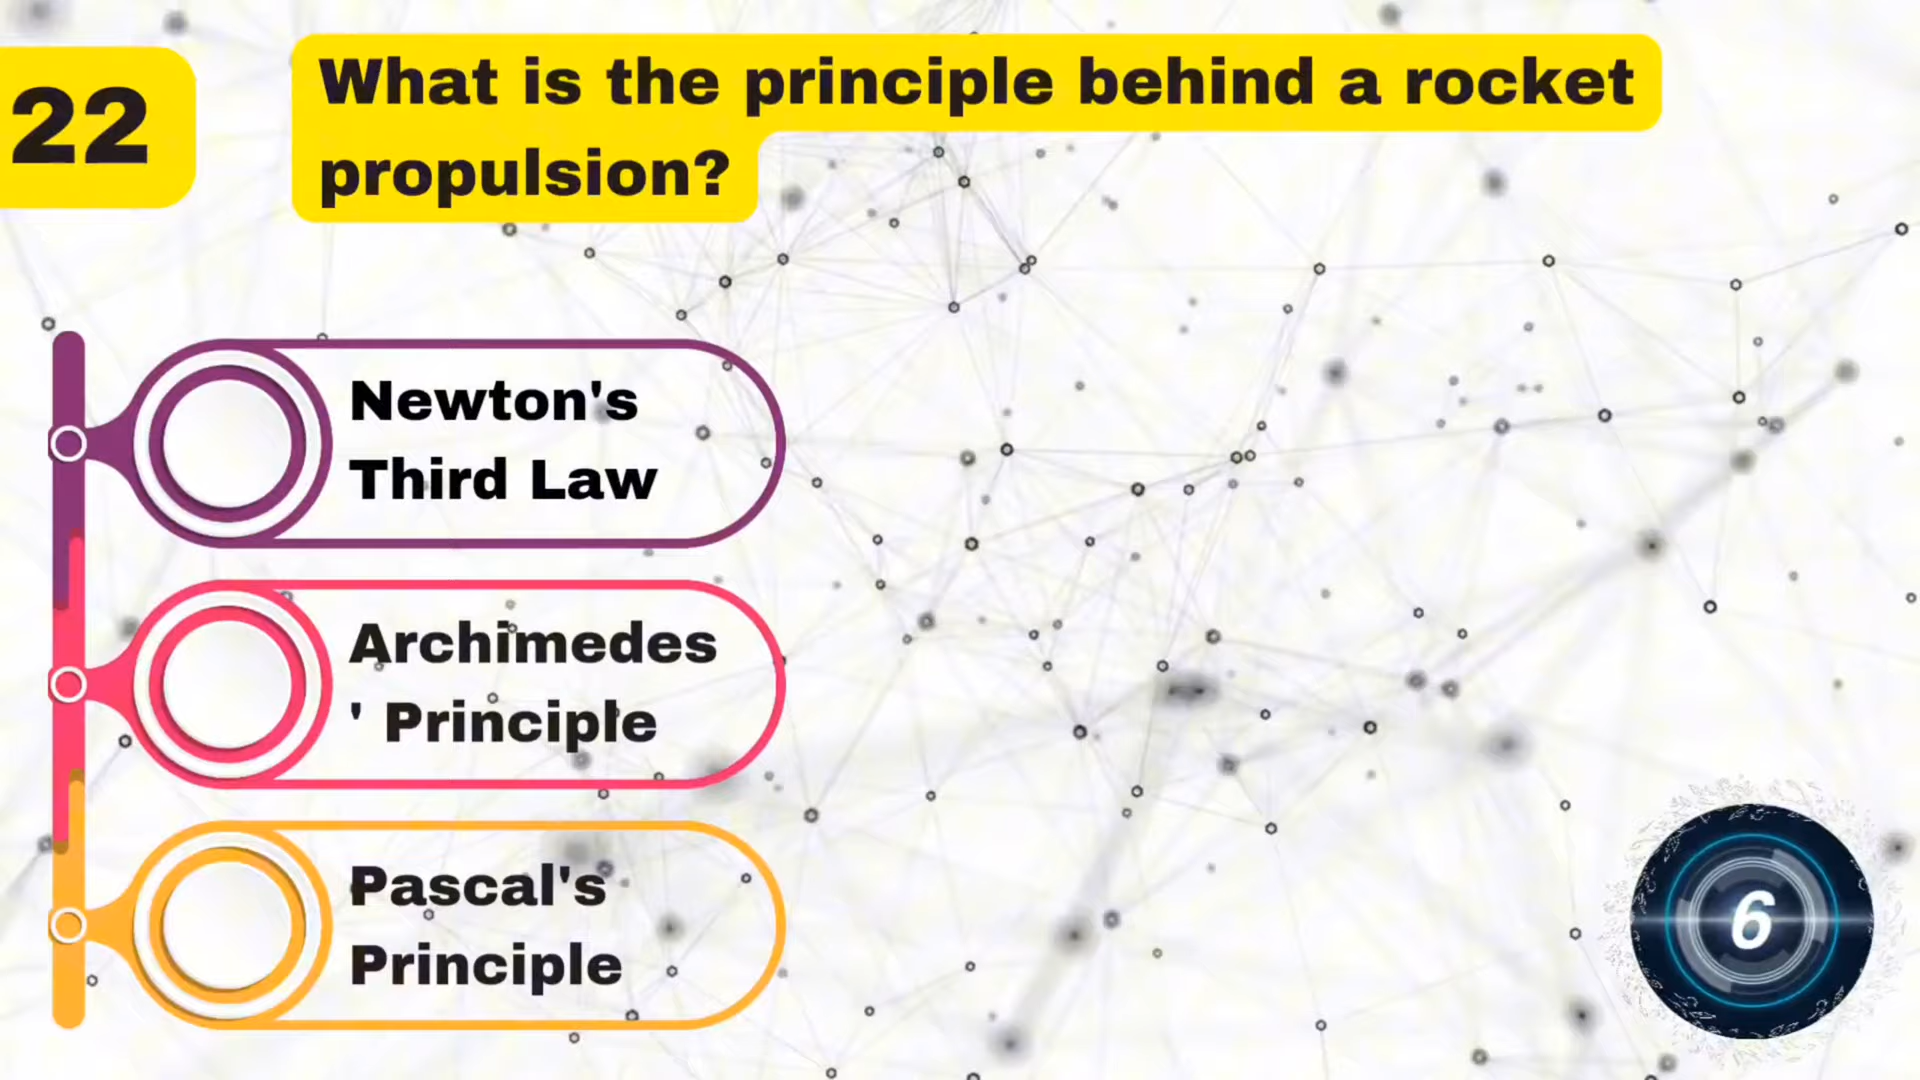 22
What is the principle behind a rocket
propulsion?
Newton's
Third Law
Archimedes
' Principle
Pascal's
Principle
6